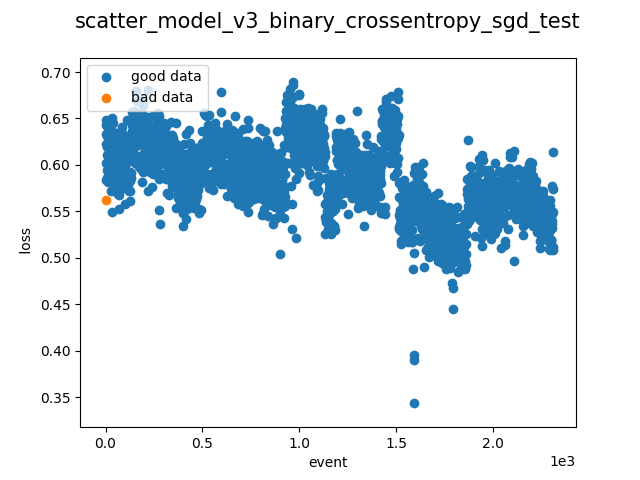 scatter_model_v3_binary_crossentropy_sgd_test
good data
bad data
0.70
0.65
0.60
0.55
0.50
0.45
0.40
0.35
loss
0.0
0.5
1.0
1.5
2.0
event
1e3